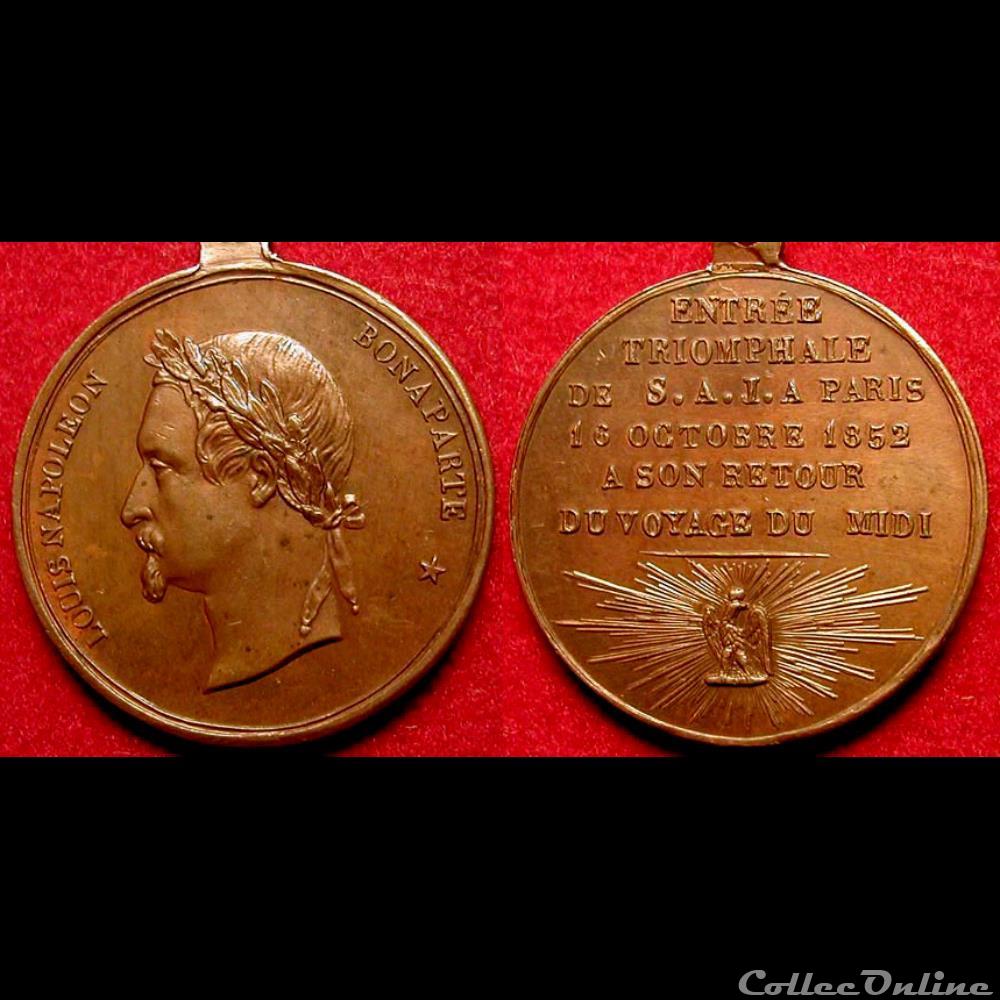 LOUIS NAPOLEON BONAPARTE
ENTRÉE
TRIOMPHALE
DE S.A.I. A PARIS
16 OCTOBRE 1852
A SON RETOUR
DU VOYAGE DU MIDI
CollecOnline